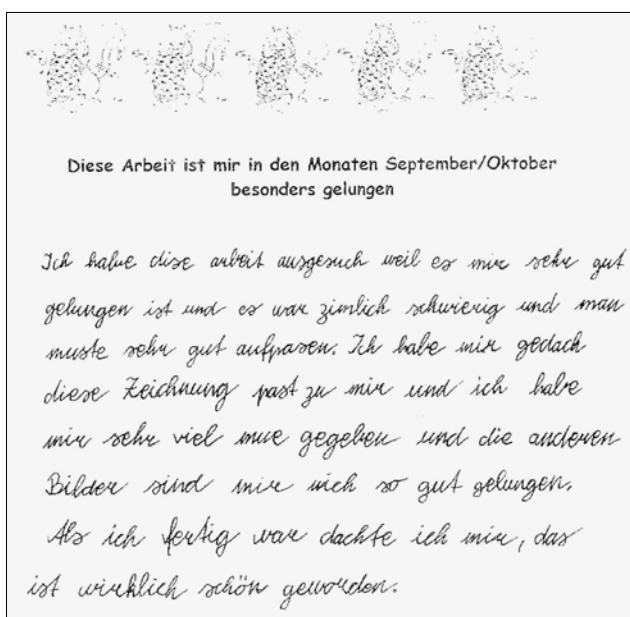 Diese Arbeit ist mir in den Monaten September/Oktober
besonders gelungen
Ich habe dise arbeit ausgesuch weil es mir sehr gut
gelungen ist und es war zimlich schwierig und man
muste sehr gut aufpasen. Ich habe mir gedach
diese Zeichnung past zu mir und ich habe
mir sehr viel mue gegeben und die anderen
Bilder sind mir nich so gut gelungen.
Als ich fertig war dachte ich mir, das
ist wirklich schön geworden.